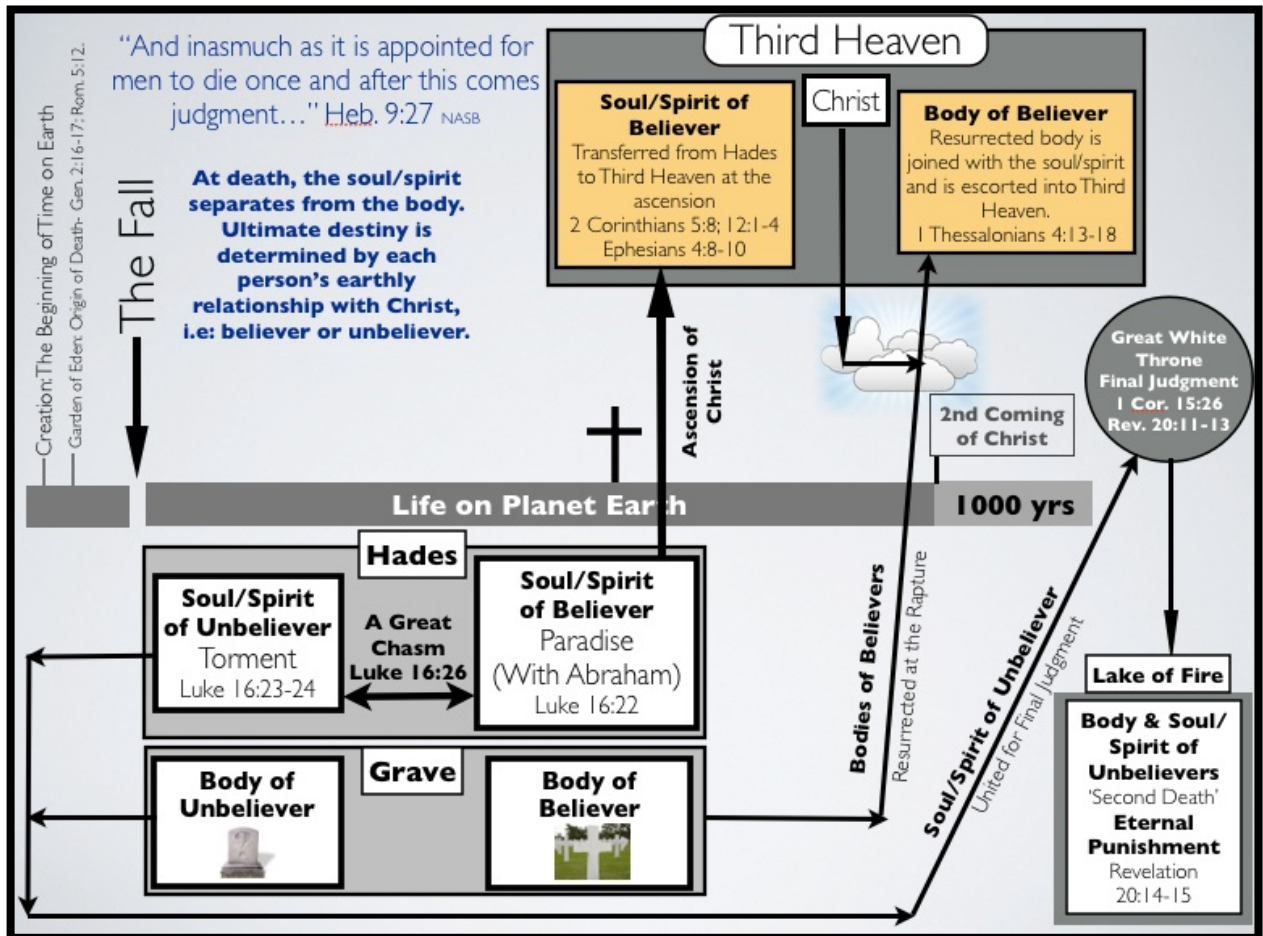 Creation:The Beginning of Time on Earth
Garden of Eden: Origin of Death- Gen. 2:16-17; Rom. 5:12.
The Fall
“And inasmuch as it is appointed for
men to die once and after this comes
judgment…” Heb. 9:27 NASB
At death, the soul/spirit
separates from the body.
Ultimate destiny is
determined by each
person’s earthly
relationship with Christ,
i.e: believer or unbeliever.
Third Heaven
Soul/Spirit of
Believer
Transferred from Hades
to Third Heaven at the
ascension
2 Corinthians 5:8; 12:1-4
Ephesians 4:8-10
Christ
Body of Believer
Resurrected body is
joined with the soul/spirit
and is escorted into Third
Heaven.
1 Thessalonians 4:13-18
Ascension of
Christ
2nd Coming
of Christ
Great White
Throne
Final Judgment
1 Cor. 15:26
Rev. 20:11-13
Life on Planet Earth
1000 yrs
Hades
Soul/Spirit
of Unbeliever
Torment
Luke 16:23-24
A Great
Chasm
Luke 16:26
Soul/Spirit
of Believer
Paradise
(With Abraham)
Luke 16:22
Grave
Body of
Unbeliever
?
Body of
Believer
Bodies of Believers
Resurrected at the Rapture
Soul/Spirit of Unbeliever
United for Final Judgment
Lake of Fire
Body & Soul/
Spirit of
Unbelievers
‘Second Death’
Eternal
Punishment
Revelation
20:14-15